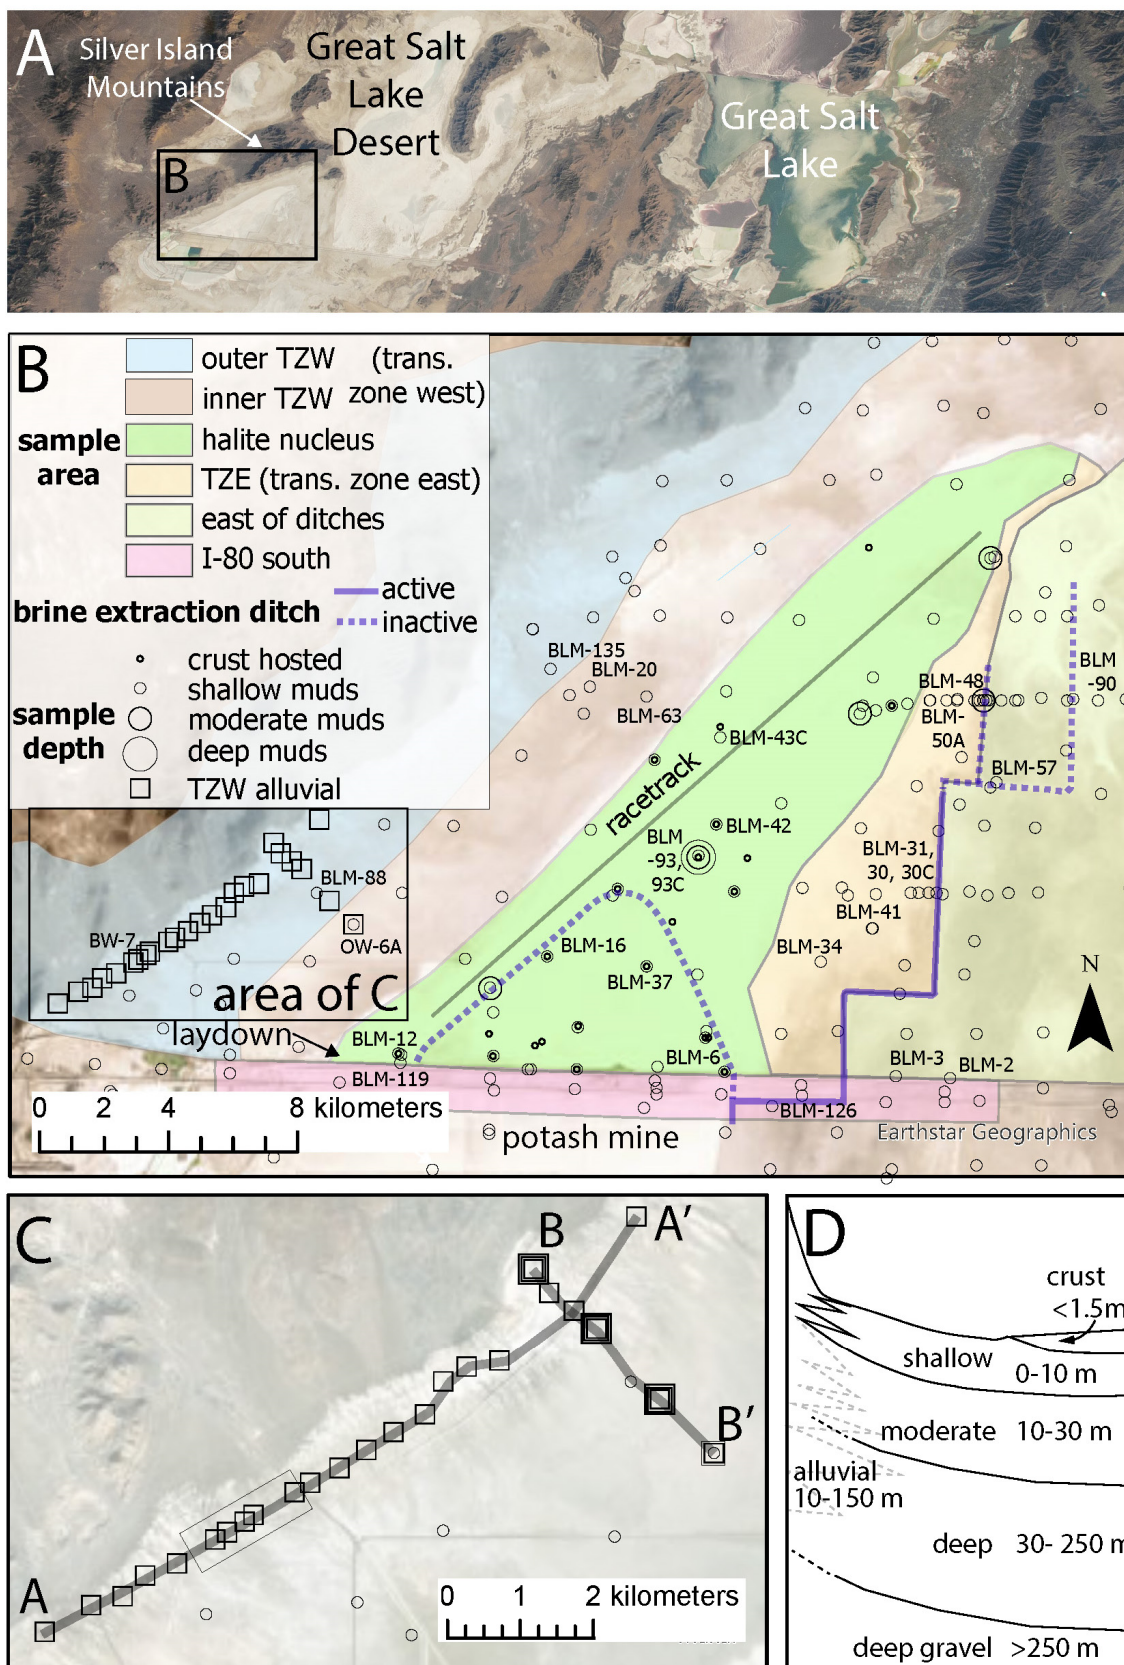 A
Silver Island
Mountains
Great Salt
Lake
Desert
Great Salt
Lake
B
B
outer TZW (trans.
inner TZW zone west)
sample
area
halite nucleus
TZE (trans. zone east)
east of ditches
I-80 south
brine extraction ditch
active
inactive
crust hosted
shallow muds
sample
depth
moderate muds
deep muds
TZW alluvial
BLM-135
BLM-20
BLM-63
BLM-43C
BLM-48
BLM-
50A
BLM
-90
BLM-57
racetrack
BLM-42
BLM
-93,
93C
BLM-31,
30, 30C
BLM-41
BLM-34
BLM-88
OW-6A
BW-7
area of C
BLM-16
BLM-37
N
laydown
BLM-12
BLM-6
BLM-3
BLM-2
BLM-119
BLM-126
0 2 4 8 kilometers
potash mine
Earthstar Geographics
C
B
A′
B′
A
0 1 2 kilometers
D
crust
<1.5m
shallow 0-10 m
moderate 10-30 m
alluvial
10-150 m
deep 30- 250 m
deep gravel >250 m